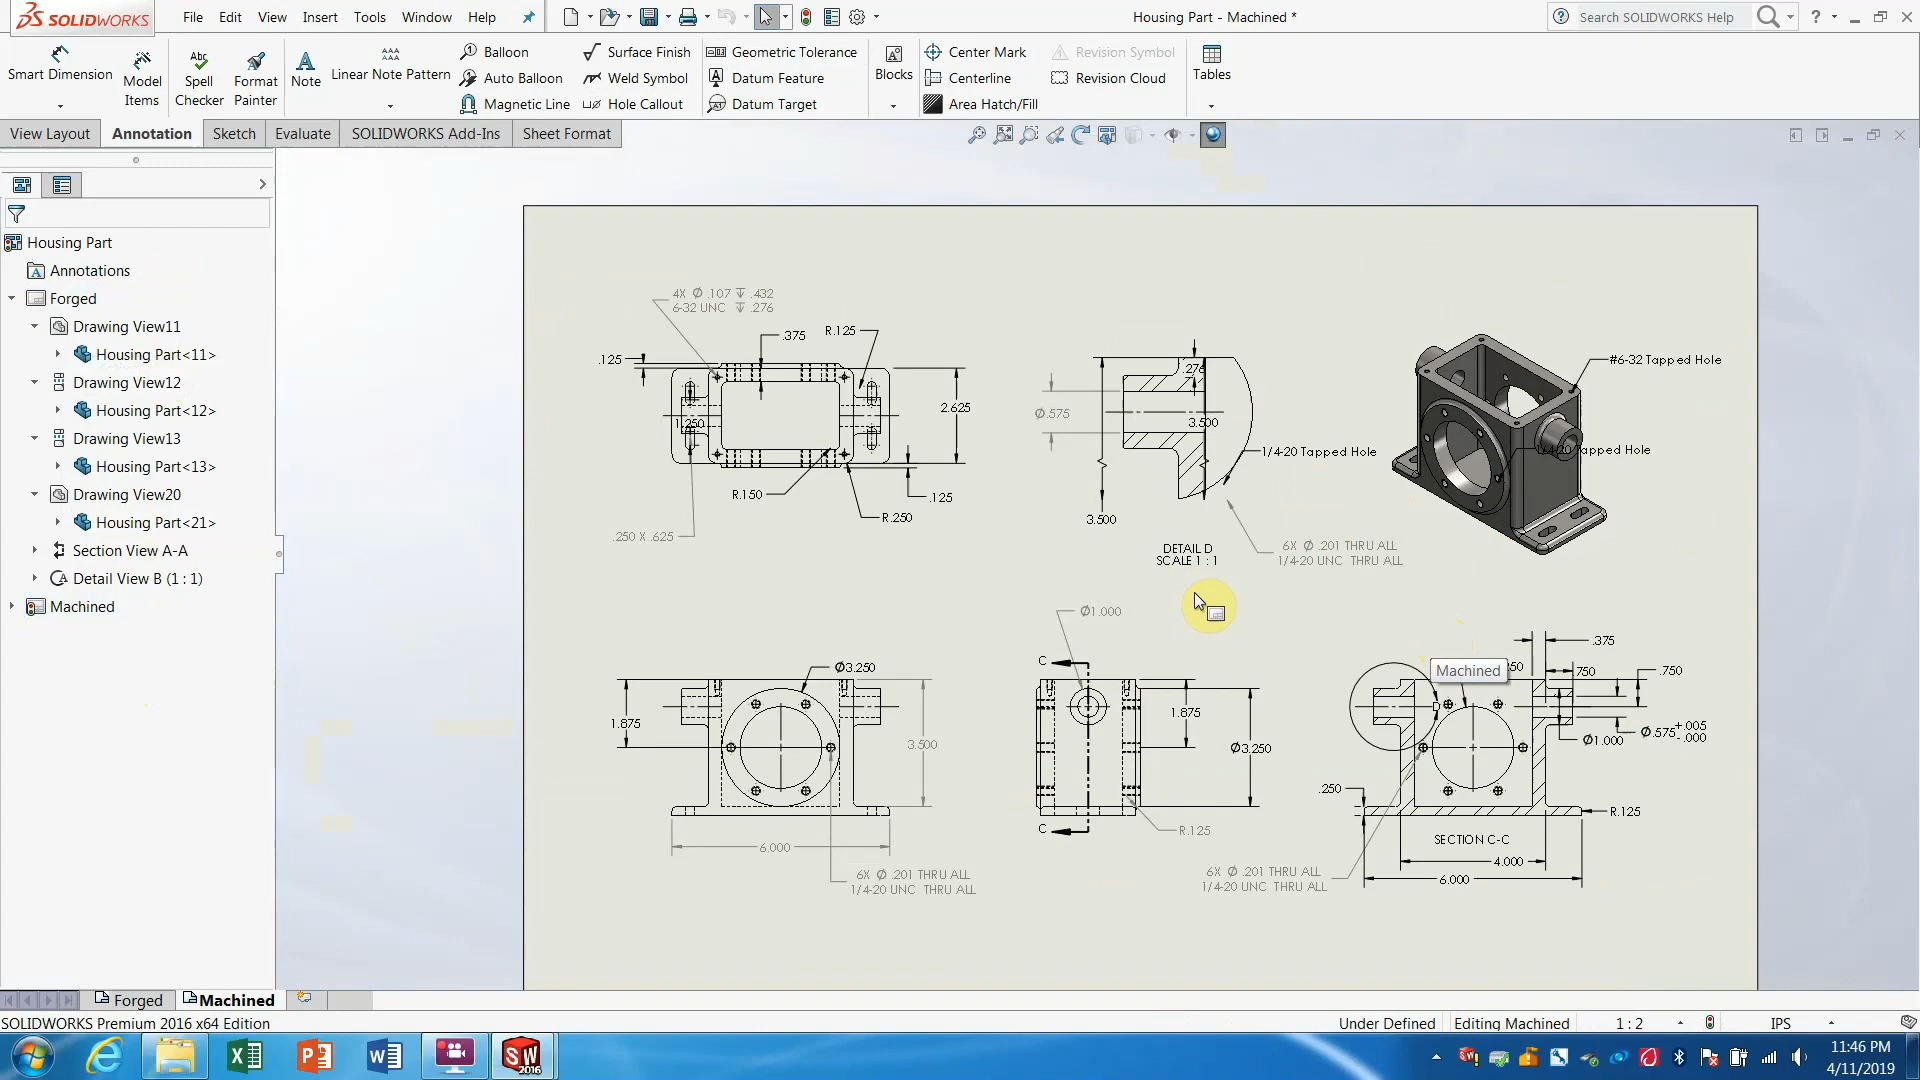 SOLIDWORKS
File Edit View Insert Tools Window Help
Housing Part - Machined *
Search SOLIDWORKS Help
Smart Dimension
Model Items
Spell Checker
Format Painter
Note
Linear Note Pattern
Balloon
Auto Balloon
Magnetic Line
Surface Finish
Weld Symbol
Hole Callout
Geometric Tolerance
Datum Feature
Datum Target
Blocks
Center Mark
Centerline
Area Hatch/Fill
Revision Symbol
Revision Cloud
Tables
View Layout Annotation Sketch Evaluate SOLIDWORKS Add-Ins Sheet Format
Housing Part
Annotations
Forged
Drawing View11
Housing Part<11>
Drawing View12
Housing Part<12>
Drawing View13
Housing Part<13>
Drawing View20
Housing Part<21>
Section View A-A
Detail View B (1 : 1)
Machined
4X Ø .107 ↧ .432
6-32 UNC ↧ .276
.375
R.125
.125
1.250
2.625
R.150
.125
R.250
.250 X .625
.276
Ø.575
3.500
1/4-20 Tapped Hole
3.500
DETAIL D
SCALE 1 : 1
6X Ø .201 THRU ALL
1/4-20 UNC THRU ALL
#6-32 Tapped Hole
1/4-20 Tapped Hole
Ø3.250
1.875
3.500
6.000
6X Ø .201 THRU ALL
1/4-20 UNC THRU ALL
Ø1.000
C
1.875
Ø3.250
C
R.125
.375
Machined
.750
.750
D
Ø1.000
Ø.575 +.005
-.000
.250
R.125
SECTION C-C
4.000
6.000
6X Ø .201 THRU ALL
1/4-20 UNC THRU ALL
Forged Machined
SOLIDWORKS Premium 2016 x64 Edition
Under Defined Editing Machined 1 : 2 IPS
SW 2016
11:46 PM
4/11/2019